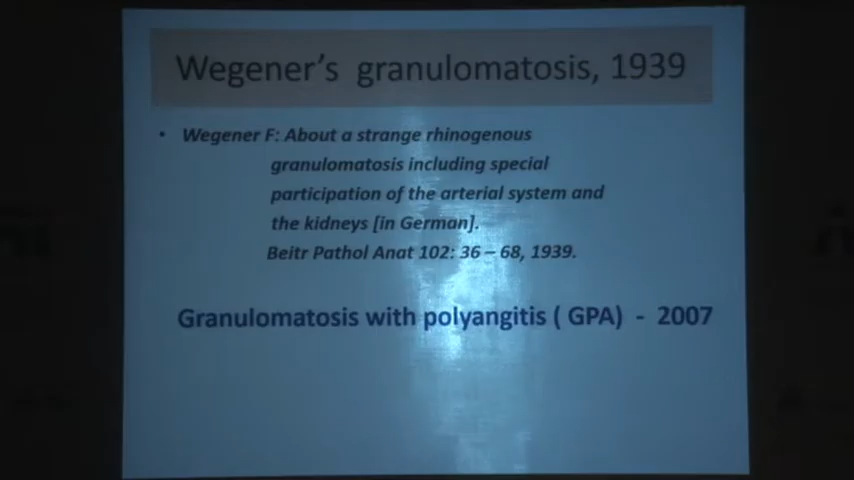 Wegener's granulomatosis, 1939
• Wegener F: About a strange rhinogenous
granulomatosis including special
participation of the arterial system and
the kidneys [in German].
Beitr Pathol Anat 102: 36 – 68, 1939.
Granulomatosis with polyangitis ( GPA) - 2007